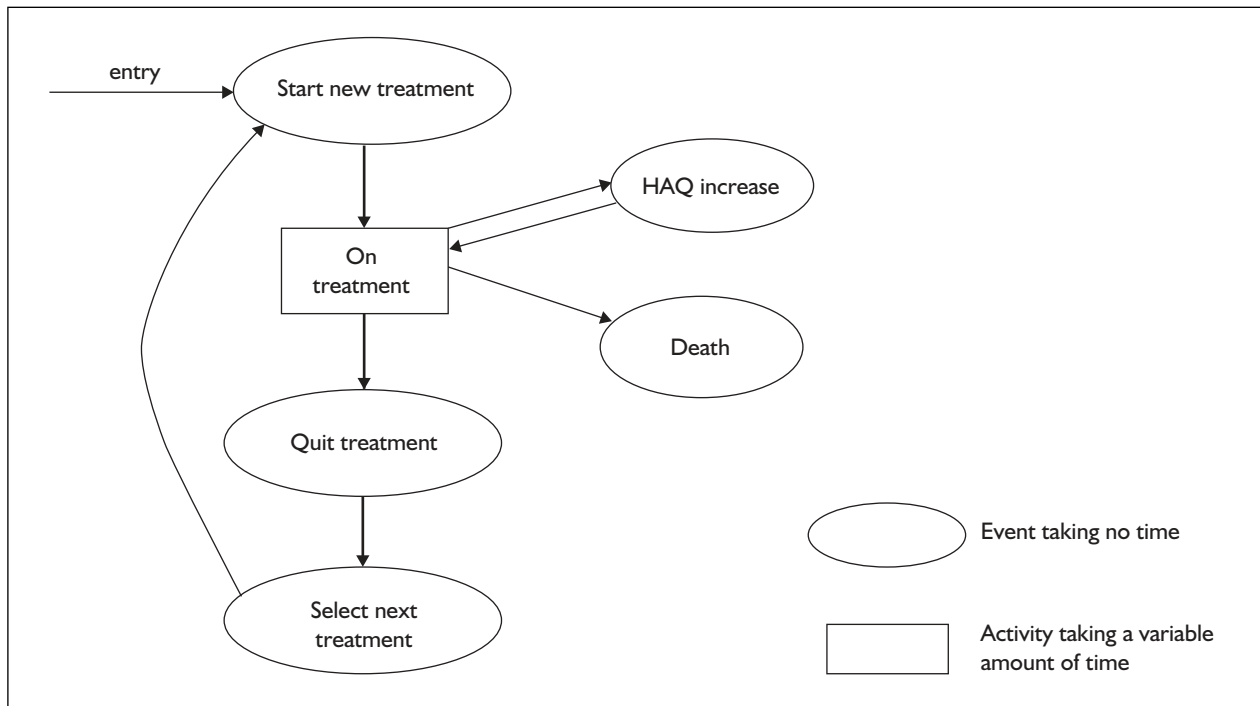 entry
Start new treatment
HAQ increase
On
treatment
Death
Quit treatment
Event taking no time
Select next
treatment
Activity taking a variable
amount of time